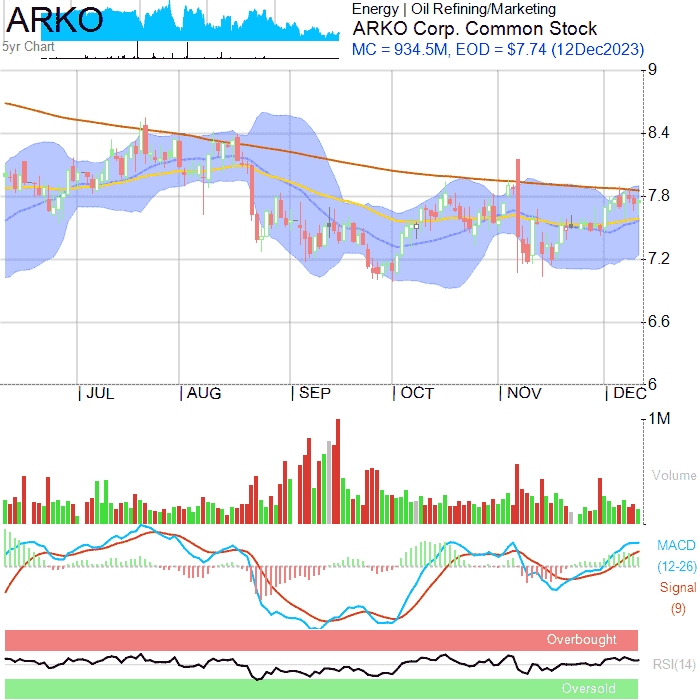 ARKO
5yr Chart
Energy | Oil Refining/Marketing
ARKO Corp. Common Stock
MC = 934.5M, EOD = $7.74 (12Dec2023)
9
8.4
7.8
7.2
6.6
6
JUL
AUG
SEP
OCT
NOV
DEC
1M
Volume
MACD
(12-26)
Signal
(9)
Overbought
RSI(14)
Oversold